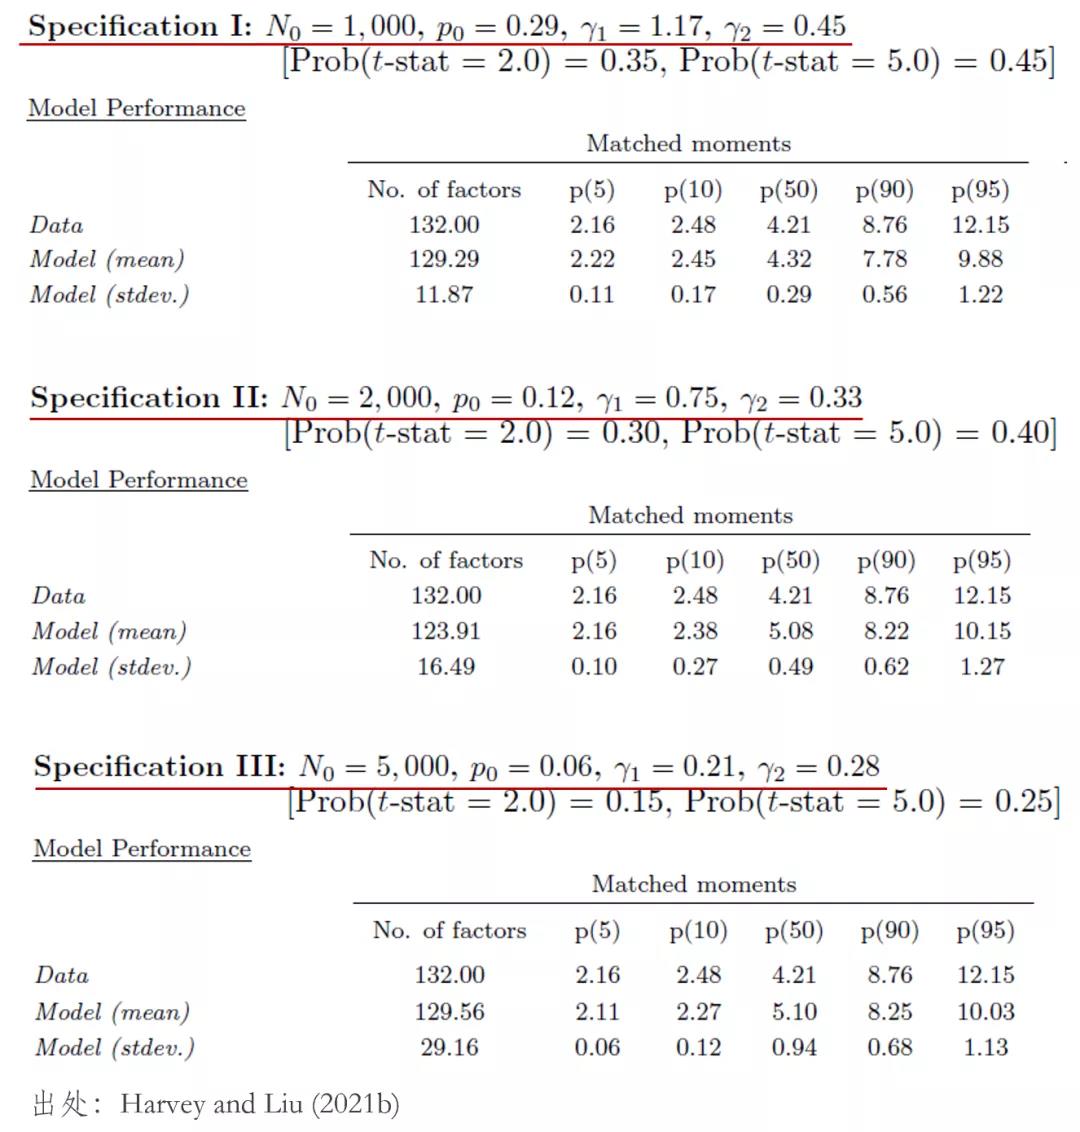 Specification I: N₀ = 1,000, p₀ = 0.29, γ₁ = 1.17, γ₂ = 0.45
[Prob(t-stat = 2.0) = 0.35, Prob(t-stat = 5.0) = 0.45]
Model Performance
Matched moments
No. of factors p(5) p(10) p(50) p(90) p(95)
Data 132.00 2.16 2.48 4.21 8.76 12.15
Model (mean) 129.29 2.22 2.45 4.32 7.78 9.88
Model (stdev.) 11.87 0.11 0.17 0.29 0.56 1.22
Specification II: N₀ = 2,000, p₀ = 0.12, γ₁ = 0.75, γ₂ = 0.33
[Prob(t-stat = 2.0) = 0.30, Prob(t-stat = 5.0) = 0.40]
Model Performance
Matched moments
No. of factors p(5) p(10) p(50) p(90) p(95)
Data 132.00 2.16 2.48 4.21 8.76 12.15
Model (mean) 123.91 2.16 2.38 5.08 8.22 10.15
Model (stdev.) 16.49 0.10 0.27 0.49 0.62 1.27
Specification III: N₀ = 5,000, p₀ = 0.06, γ₁ = 0.21, γ₂ = 0.28
[Prob(t-stat = 2.0) = 0.15, Prob(t-stat = 5.0) = 0.25]
Model Performance
Matched moments
No. of factors p(5) p(10) p(50) p(90) p(95)
Data 132.00 2.16 2.48 4.21 8.76 12.15
Model (mean) 129.56 2.11 2.27 5.10 8.25 10.03
Model (stdev.) 29.16 0.06 0.12 0.94 0.68 1.13
出处：Harvey and Liu (2021b)